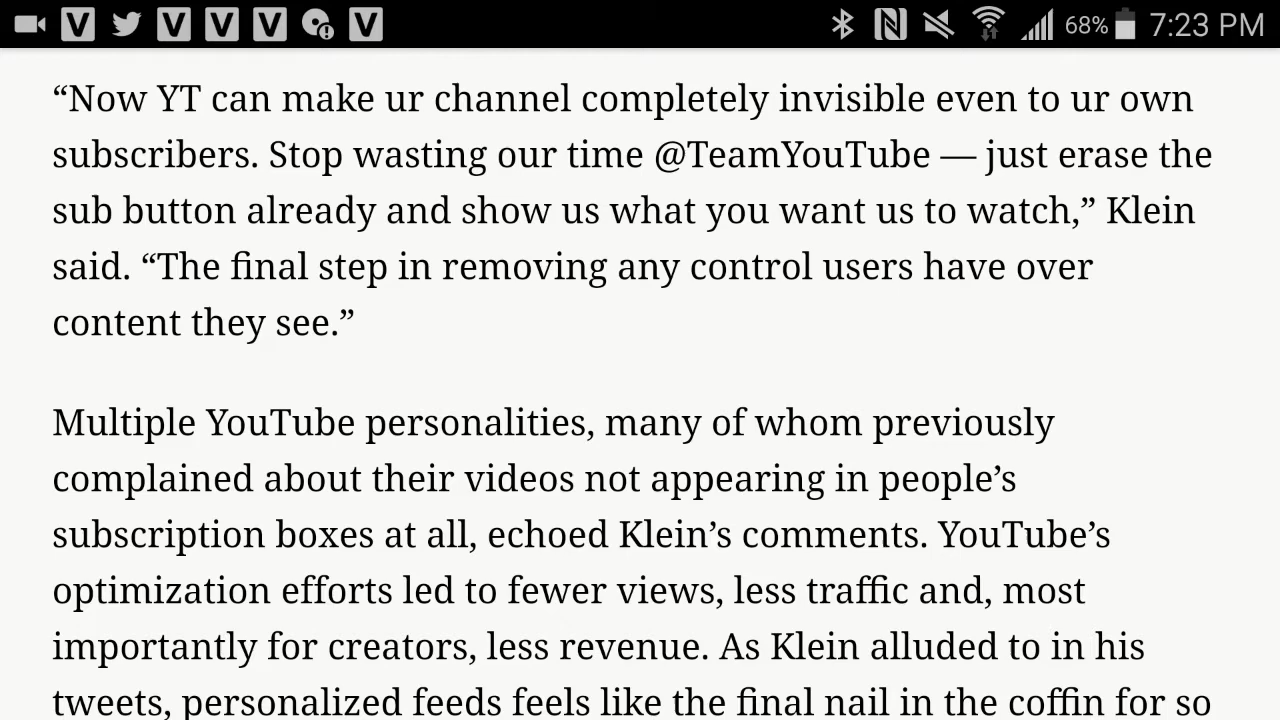 V V V V V 68% 7:23 PM
“Now YT can make ur channel completely invisible even to ur own
subscribers. Stop wasting our time @TeamYouTube — just erase the
sub button already and show us what you want us to watch,” Klein
said. “The final step in removing any control users have over
content they see.”
Multiple YouTube personalities, many of whom previously
complained about their videos not appearing in people’s
subscription boxes at all, echoed Klein’s comments. YouTube’s
optimization efforts led to fewer views, less traffic and, most
importantly for creators, less revenue. As Klein alluded to in his
tweets, personalized feeds feels like the final nail in the coffin for so